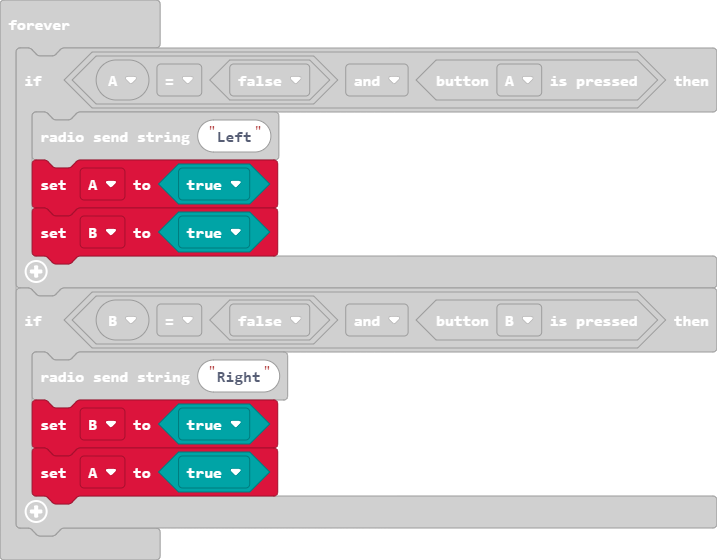 forever
if A = false and button A is pressed then
radio send string "Left"
set A to true
set B to true
if B = false and button B is pressed then
radio send string "Right"
set B to true
set A to true